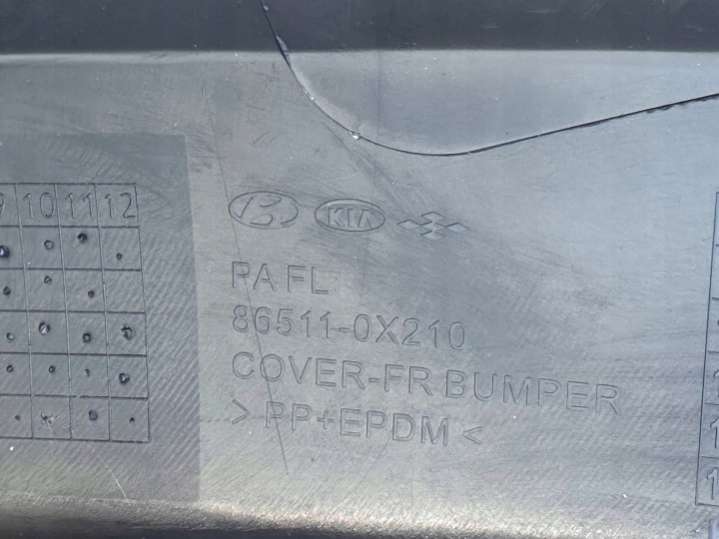 9 10 11 12
KIA
PA FL
86511-0X210
COVER-FR BUMPER
> PP+EPDM <